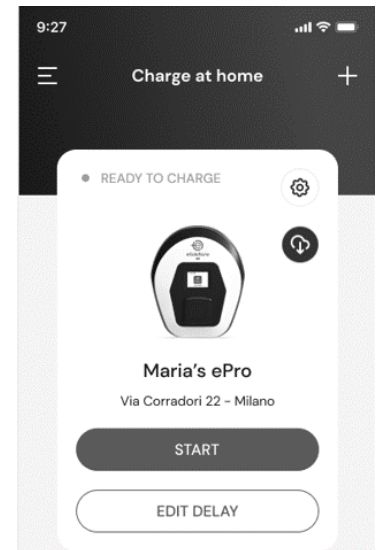 9:27
Charge at home
READY TO CHARGE
Maria's ePro
Via Corradori 22 - Milano
START
EDIT DELAY